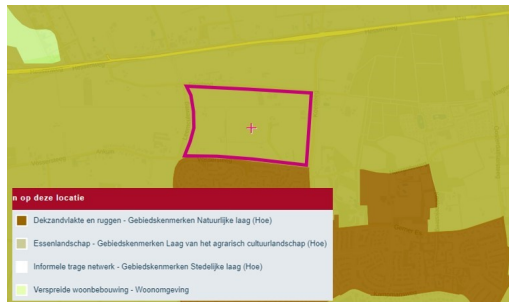 n op deze locatie
Dekzandvlakte en ruggen - Gebiedskenmerken Natuurlijke laag (Hoe)
Essenlandschap - Gebiedskenmerken Laag van het agrarisch cultuurlandschap (Hoe)
Informele trage netwerk - Gebiedskenmerken Stedelijke laag (Hoe)
Verspreide woonbebouwing - Woonomgeving